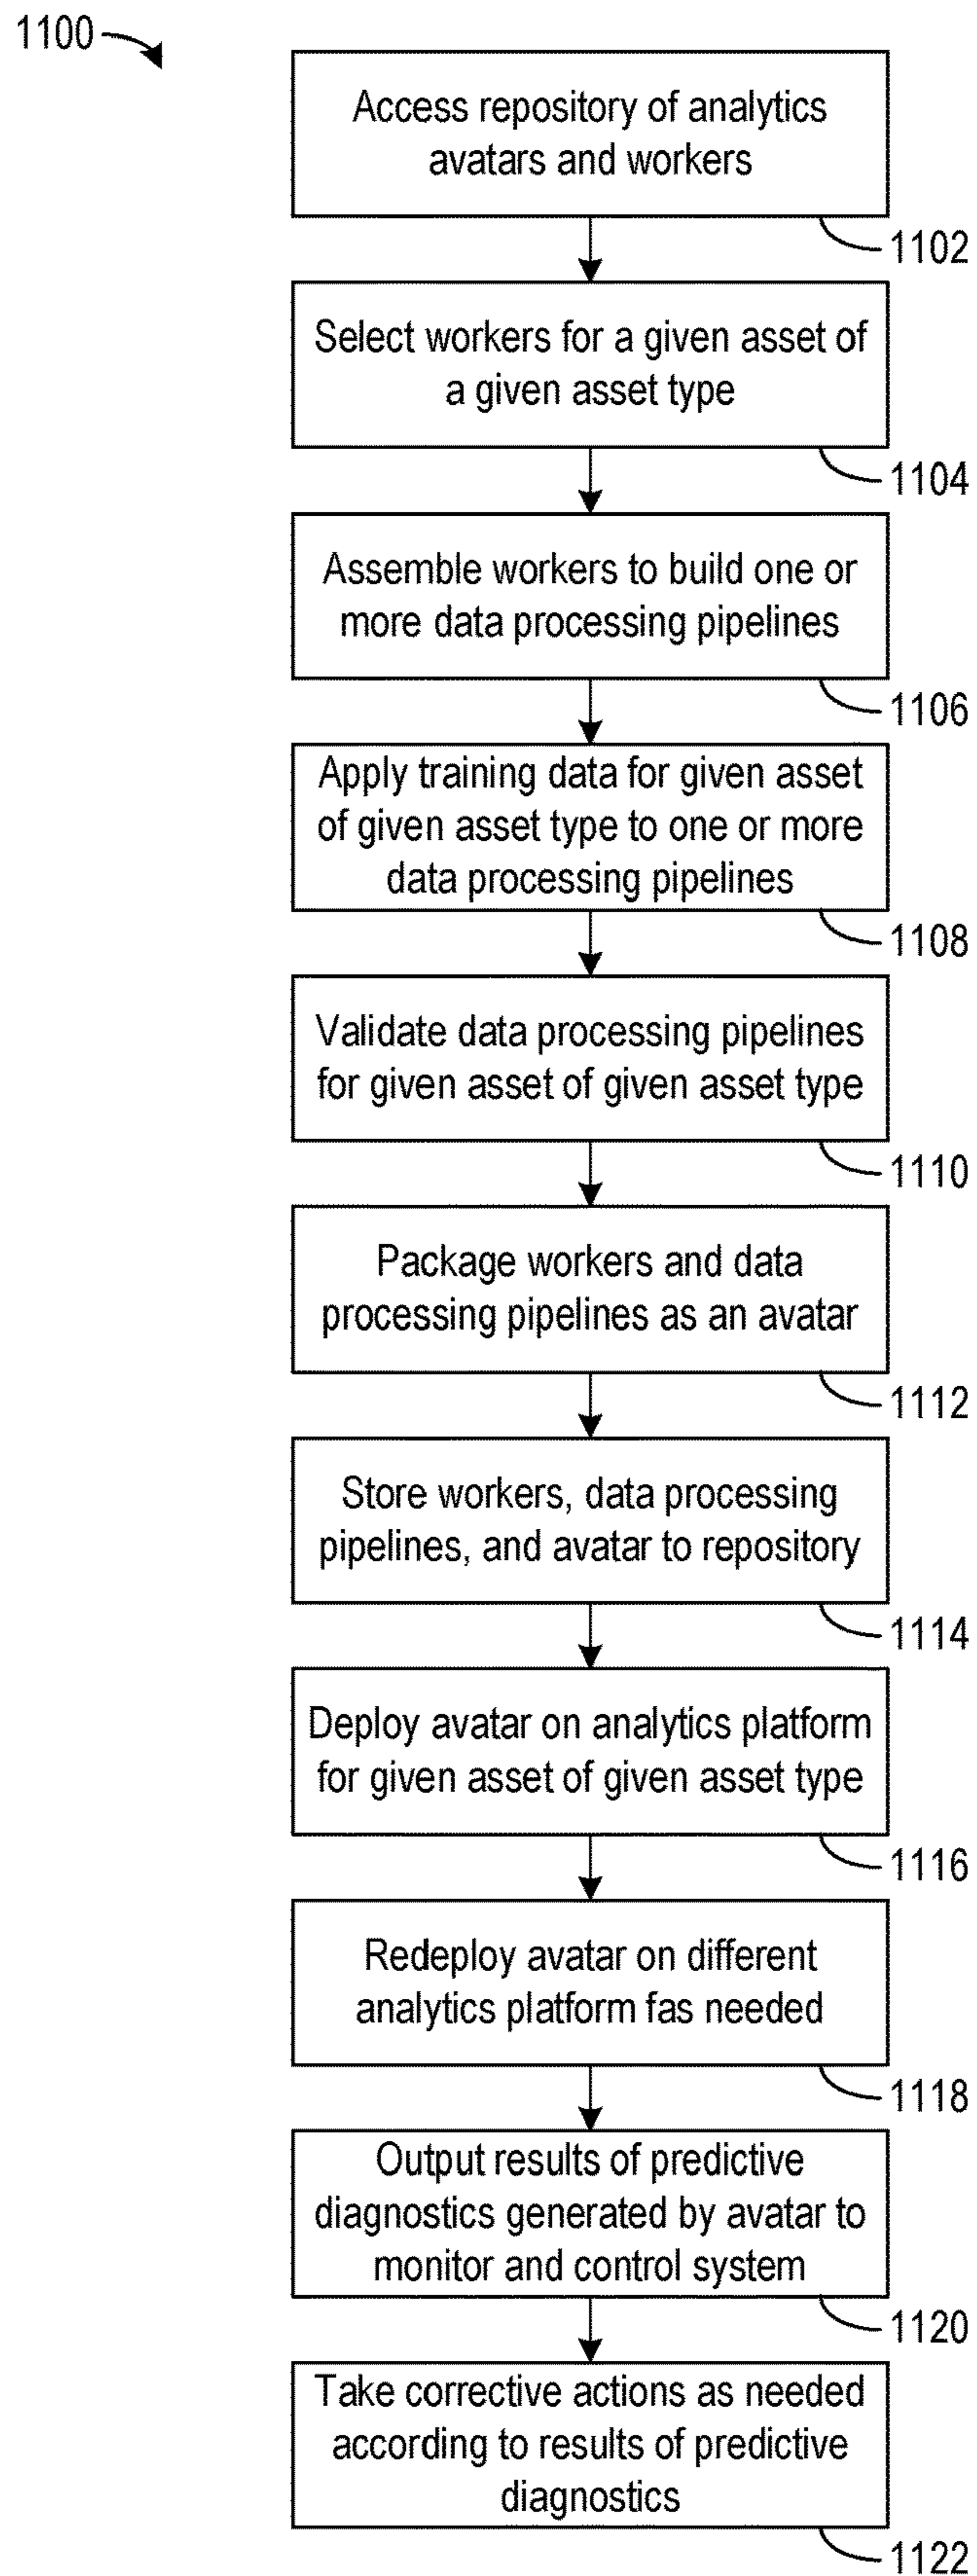 1100
Access repository of analytics
avatars and workers
1102
Select workers for a given asset of
a given asset type
1104
Assemble workers to build one or
more data processing pipelines
1106
Apply training data for given asset
of given asset type to one or more
data processing pipelines
1108
Validate data processing pipelines
for given asset of given asset type
1110
Package workers and data
processing pipelines as an avatar
1112
Store workers, data processing
pipelines, and avatar to repository
1114
Deploy avatar on analytics platform
for given asset of given asset type
1116
Redeploy avatar on different
analytics platform fas needed
1118
Output results of predictive
diagnostics generated by avatar to
monitor and control system
1120
Take corrective actions as needed
according to results of predictive
diagnostics
1122